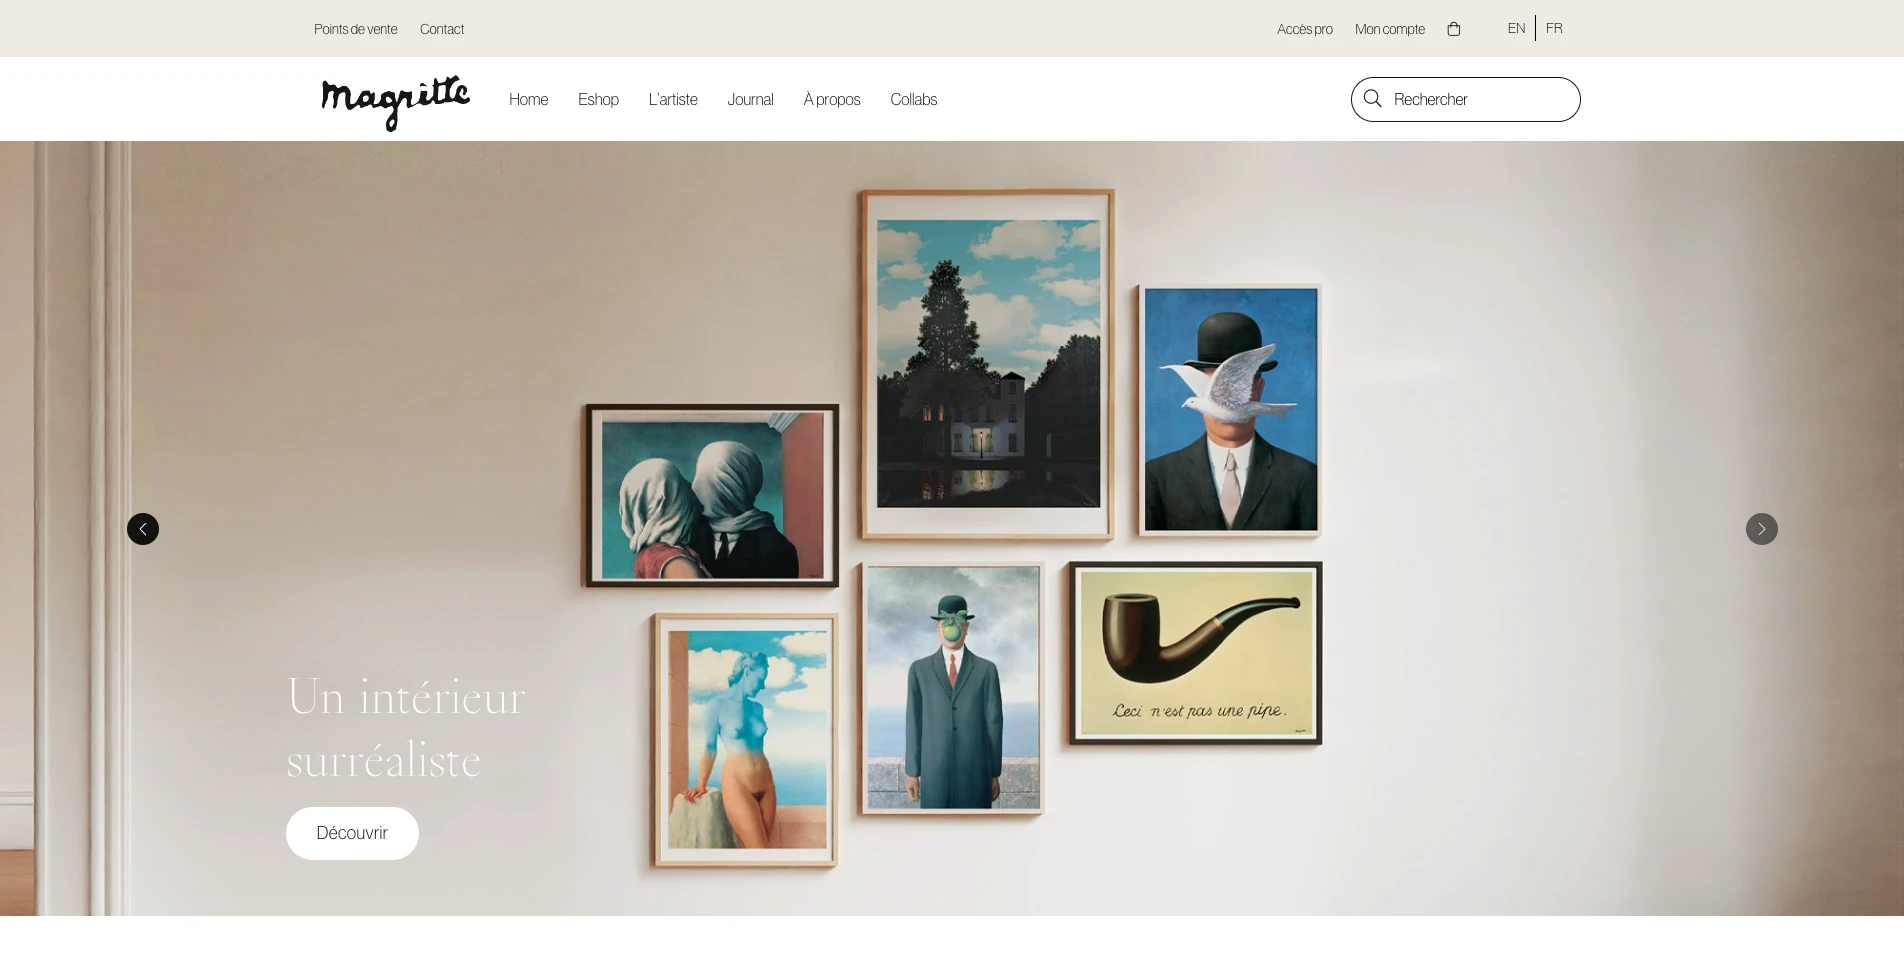 Points de vente
Contact
Accès pro
Mon compte
EN
FR
magritte
Home
Eshop
L'artiste
Journal
À propos
Collabs
Rechercher
Ceci n'est pas une pipe.
Un intérieur
surréaliste
Découvrir